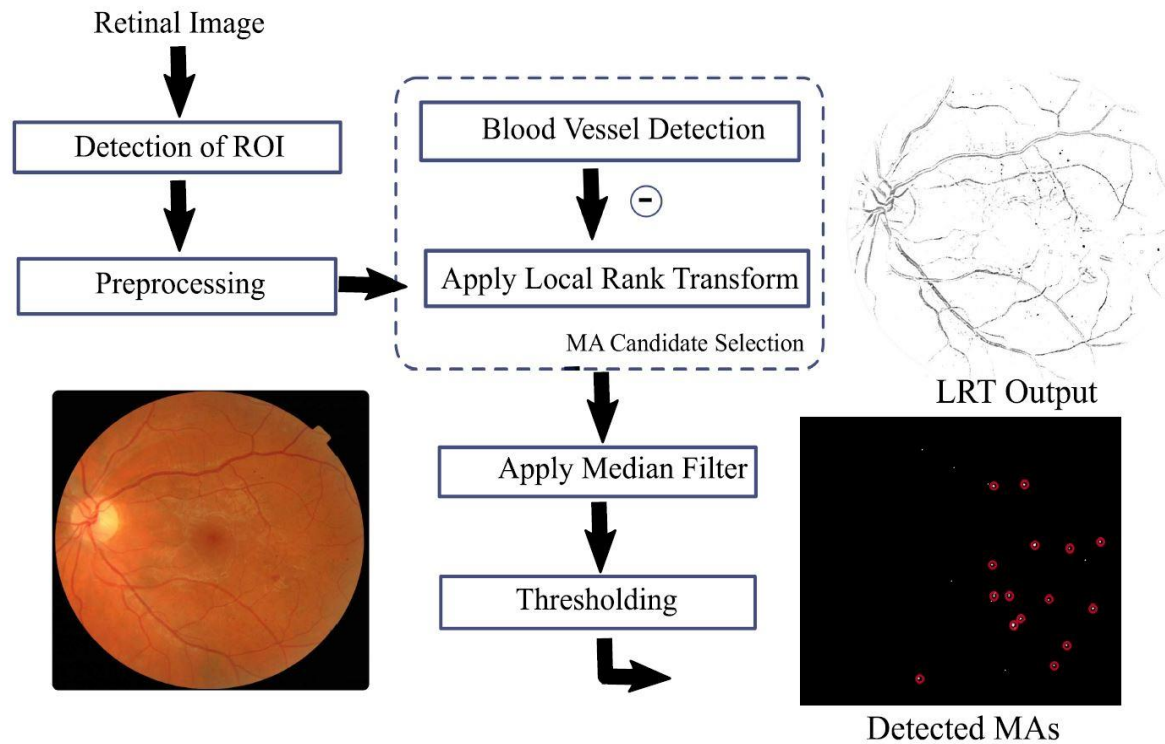 Retinal Image
Detection of ROI
Preprocessing
Blood Vessel Detection
-
Apply Local Rank Transform
MA Candidate Selection
Apply Median Filter
Thresholding
LRT Output
Detected MAs